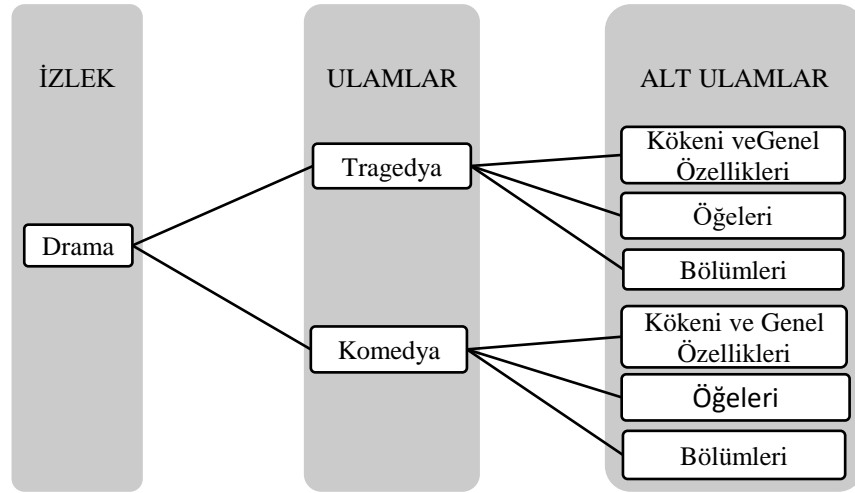 İZLEK
ULAMLAR
ALT ULAMLAR
Drama
Tragedya
Kökeni veGenel
Özellikleri
Öğeleri
Bölümleri
Komedya
Kökeni ve Genel
Özellikleri
Öğeleri
Bölümleri